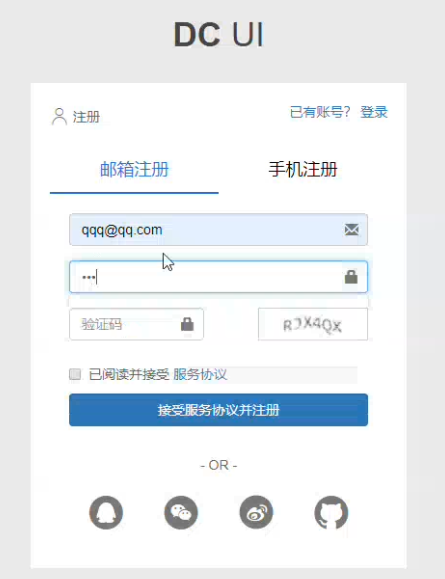 DC UI
注册
已有账号？ 登录
邮箱注册
手机注册
qqq@qq.com
•••
验证码
R3X4QX
已阅读并接受 服务协议
接受服务协议并注册
- OR -